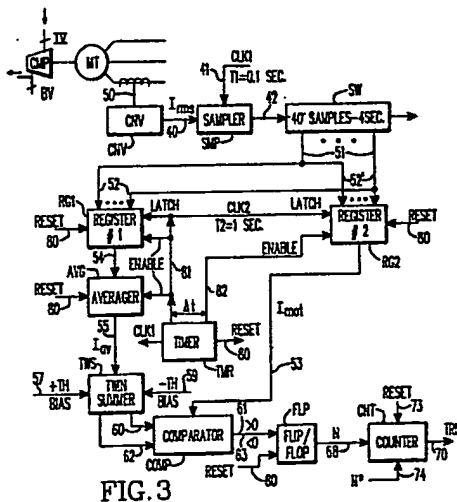 IV
CMP
MT
BV
50
CLK1
41
T1=0.1 SEC.
CRV
CNV
Irms
40
SAMPLER
SMP
42
SW
40 SAMPLES-4SEC.
51
52
52'
RG1
RESET
80
REGISTER
#1
LATCH
CLK2
T2=1 SEC.
LATCH
REGISTER
#2
RESET
80
RG2
54
ENABLE
81
82
ENABLE
AVG
RESET
80
AVERAGER
Δt
55
Iav
CLK1
TIMER
RESET
80
TMR
Imot
53
TWS
57
+TH
BIAS
TWIN
SUMMER
59
-TH
BIAS
60
62
COMPARATOR
COMP
61
>0
<0
63
FLP
FLIP/
FLOP
RESET
80
N
68
CNT
RESET
73
COUNTER
70
N°
74
FIG. 3